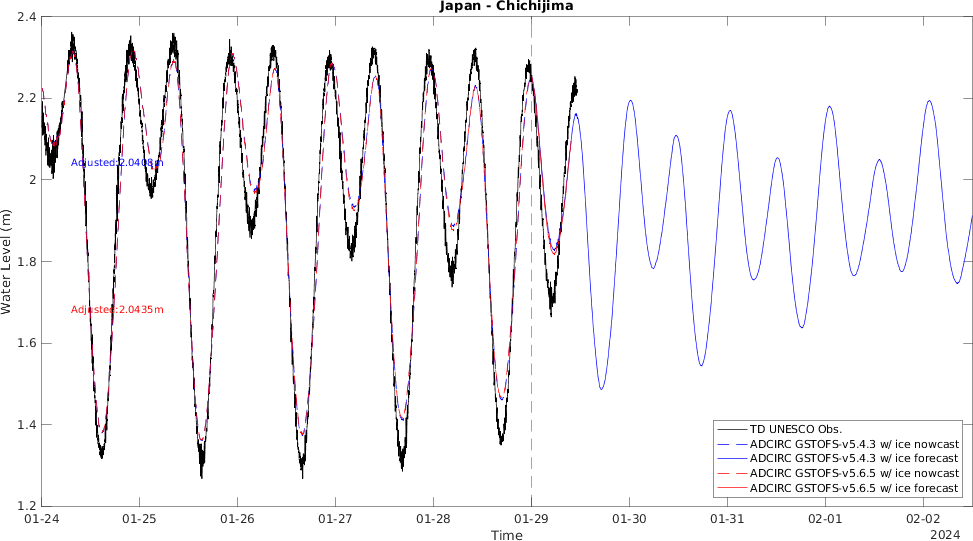 Japan - Chichijima
2.4
2.2
2
1.8
1.6
1.4
1.2
Water Level (m)
Adjusted:2.0408m
Adjusted:2.0435m
TD UNESCO Obs.
ADCIRC GSTOFS-v5.4.3 w/ ice nowcast
ADCIRC GSTOFS-v5.4.3 w/ ice forecast
ADCIRC GSTOFS-v5.6.5 w/ ice nowcast
ADCIRC GSTOFS-v5.6.5 w/ ice forecast
01-24 01-25 01-26 01-27 01-28 01-29 01-30 01-31 02-01 02-02
Time
2024